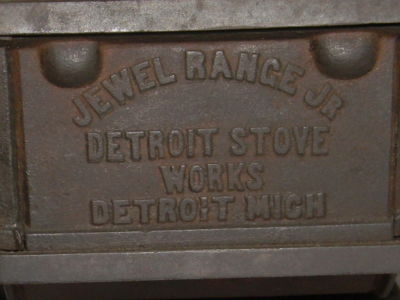 JEWEL RANGE JR
DETROIT STOVE
WORKS
DETROIT MICH